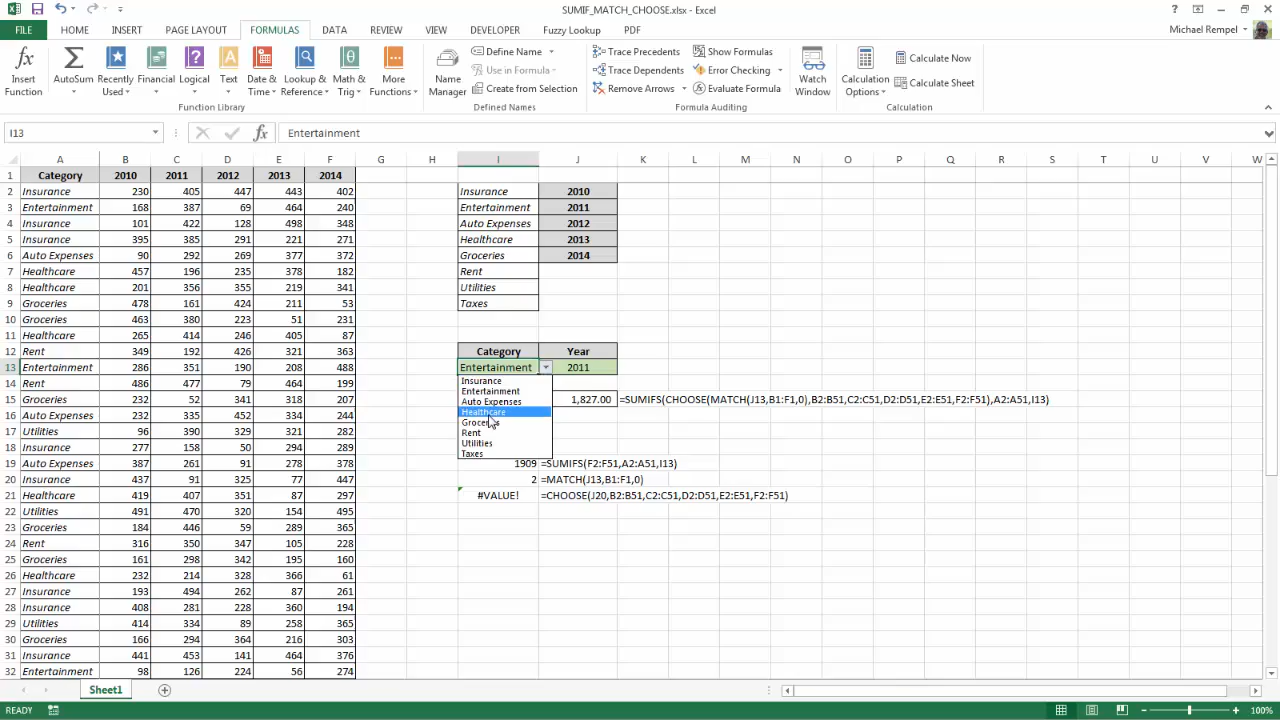 SUMIF_MATCH_CHOOSE.xlsx - Excel
FILE HOME INSERT PAGE LAYOUT FORMULAS DATA REVIEW VIEW DEVELOPER Fuzzy Lookup PDF Michael Rempel
Insert Function AutoSum Recently Used Financial Logical Text Date & Time Lookup & Reference Math & Trig More Functions
Function Library
Name Manager Define Name Use in Formula Create from Selection
Defined Names
Trace Precedents Trace Dependents Remove Arrows Show Formulas Error Checking Evaluate Formula
Formula Auditing
Watch Window
Calculation Options Calculate Now Calculate Sheet
Calculation
I13 fx Entertainment
A B C D E F G H I J K L M N O P Q R S T U V W
1 Category 2010 2011 2012 2013 2014
2 Insurance 230 405 447 443 402 Insurance 2010
3 Entertainment 168 387 69 464 240 Entertainment 2011
4 Insurance 101 422 128 498 348 Auto Expenses 2012
5 Insurance 395 385 291 221 271 Healthcare 2013
6 Auto Expenses 90 292 269 377 372 Groceries 2014
7 Healthcare 457 196 235 378 182 Rent
8 Healthcare 201 356 355 219 341 Utilities
9 Groceries 478 161 424 211 53 Taxes
10 Groceries 463 380 223 51 231
11 Healthcare 265 414 246 405 87
12 Rent 349 192 426 321 363 Category Year
13 Entertainment 286 351 190 208 488 Entertainment 2011
14 Rent 486 477 79 464 199 Insurance
Entertainment
15 Groceries 232 52 341 318 207 Auto Expenses 1,827.00 =SUMIFS(CHOOSE(MATCH(J13,B1:F1,0),B2:B51,C2:C51,D2:D51,E2:E51,F2:F51),A2:A51,I13)
16 Auto Expenses 232 335 452 334 244 Healthcare
Groceries
17 Utilities 96 390 329 321 282 Rent
18 Insurance 277 158 50 294 289 Utilities
Taxes
19 Auto Expenses 387 261 91 278 378 1909 =SUMIFS(F2:F51,A2:A51,I13)
20 Insurance 437 91 325 77 447 2 =MATCH(J13,B1:F1,0)
21 Healthcare 419 407 351 87 297 #VALUE! =CHOOSE(J20,B2:B51,C2:C51,D2:D51,E2:E51,F2:F51)
22 Utilities 491 470 320 154 495
23 Groceries 184 446 59 289 365
24 Rent 316 350 347 105 228
25 Groceries 161 298 342 195 160
26 Healthcare 232 214 328 366 61
27 Insurance 193 494 262 87 261
28 Insurance 408 281 228 360 194
29 Utilities 414 334 89 258 365
30 Groceries 166 294 364 216 303
31 Insurance 441 453 141 464 376
32 Entertainment 98 126 224 56 274
Sheet1
READY 100%